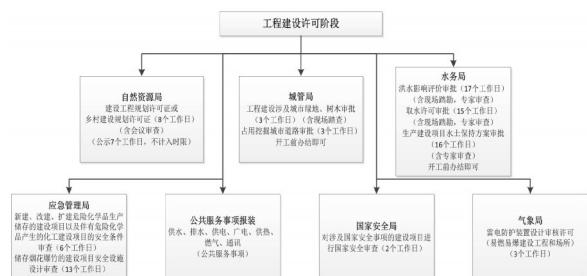 工程建设许可阶段
自然资源局
建设工程规划许可证或
乡村建设规划许可证（8个工作日）
（含会议审查）
（公示7个工作日，不计入时限）
城管局
工程建设涉及城市绿地、树木审批
（3个工作日）（含现场踏查）
占用挖掘城市道路审批（3个工作日）
开工前办结即可
水务局
洪水影响评价审批（17个工作日）
（含现场踏勘，专家审查）
取水许可审批（15个工作日）
（含现场踏勘，专家审查）
生产建设项目水土保持方案审批
（16个工作日）
（含专家审查）
开工前办结即可
应急管理局
新建、改建、扩建危险化学品生产
储存的建设项目以及伴有危险化学
品产生的化工建设项目的安全条件
审查（6个工作日）
储存烟花爆竹的建设项目安全设施
设计审查（13个工作日）
公共服务事项报装
供水、排水、供电、广电、供热、
燃气、通讯
（公共服务事项）
国家安全局
对涉及国家安全事项的建设项目进
行国家安全审查（2个工作日）
气象局
雷电防护装置设计审核许可
（易燃易爆建设工程和场所）
（3个工作日）